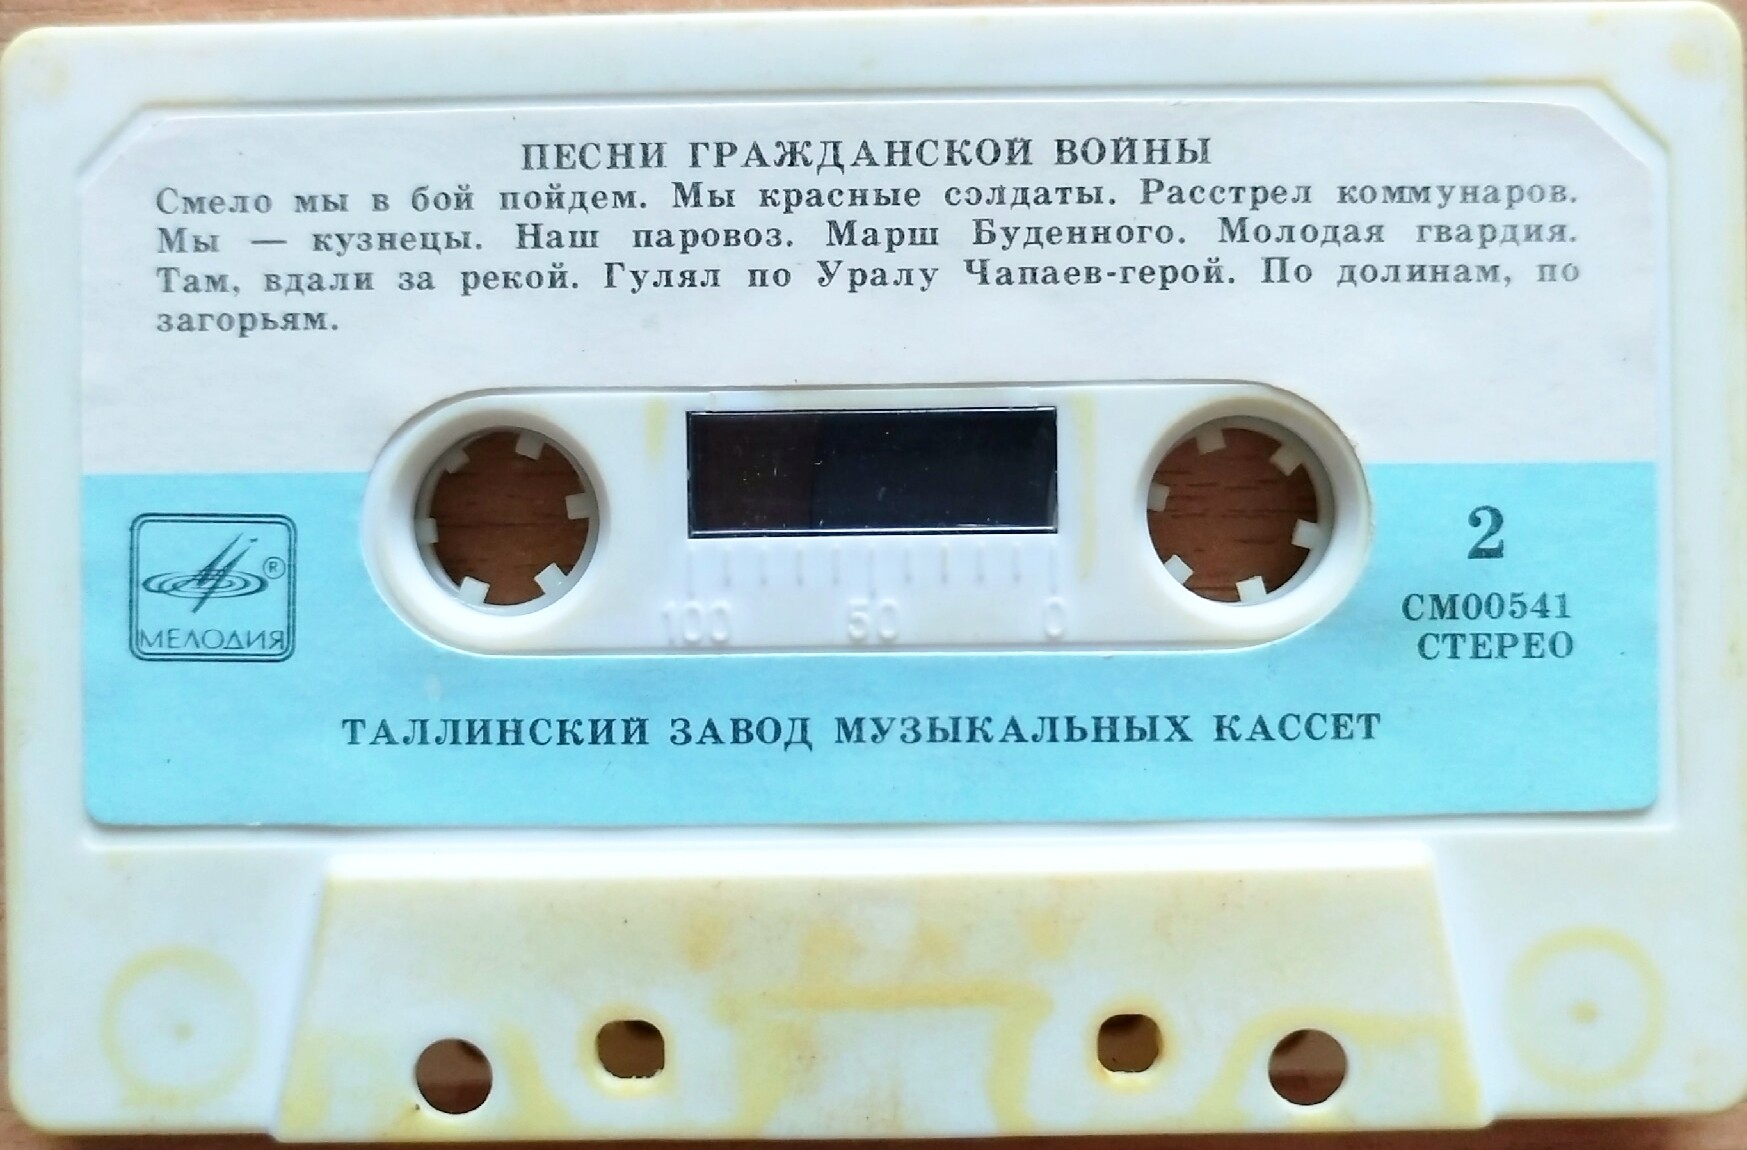 ПЕСНИ ГРАЖДАНСКОЙ ВОЙНЫ
Смело мы в бой пойдем. Мы красные солдаты. Расстрел коммунаров.
Мы — кузнецы. Наш паровоз. Марш Буденного. Молодая гвардия.
Там, вдали за рекой. Гулял по Уралу Чапаев-герой. По долинам, по
загорьям.
МЕЛОДИЯ ®
100 50 0
2
СМ00541
СТЕРЕО
ТАЛЛИНСКИЙ ЗАВОД МУЗЫКАЛЬНЫХ КАССЕТ